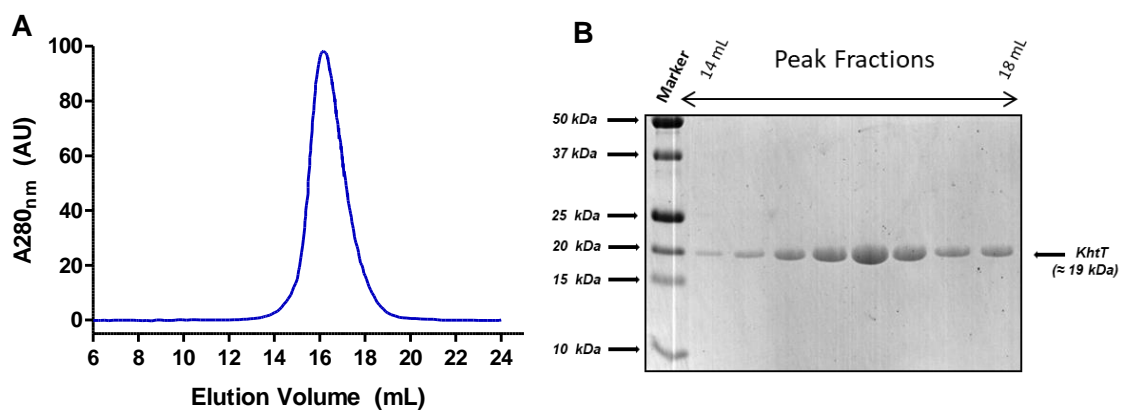 A
A280nm (AU)
100
80
60
40
20
0
6 8 10 12 14 16 18 20 22 24
Elution Volume (mL)
B
Marker
14 mL
Peak Fractions
18 mL
50 kDa
37 kDa
25 kDa
20 kDa
15 kDa
10 kDa
KhtT
(≈ 19 kDa)